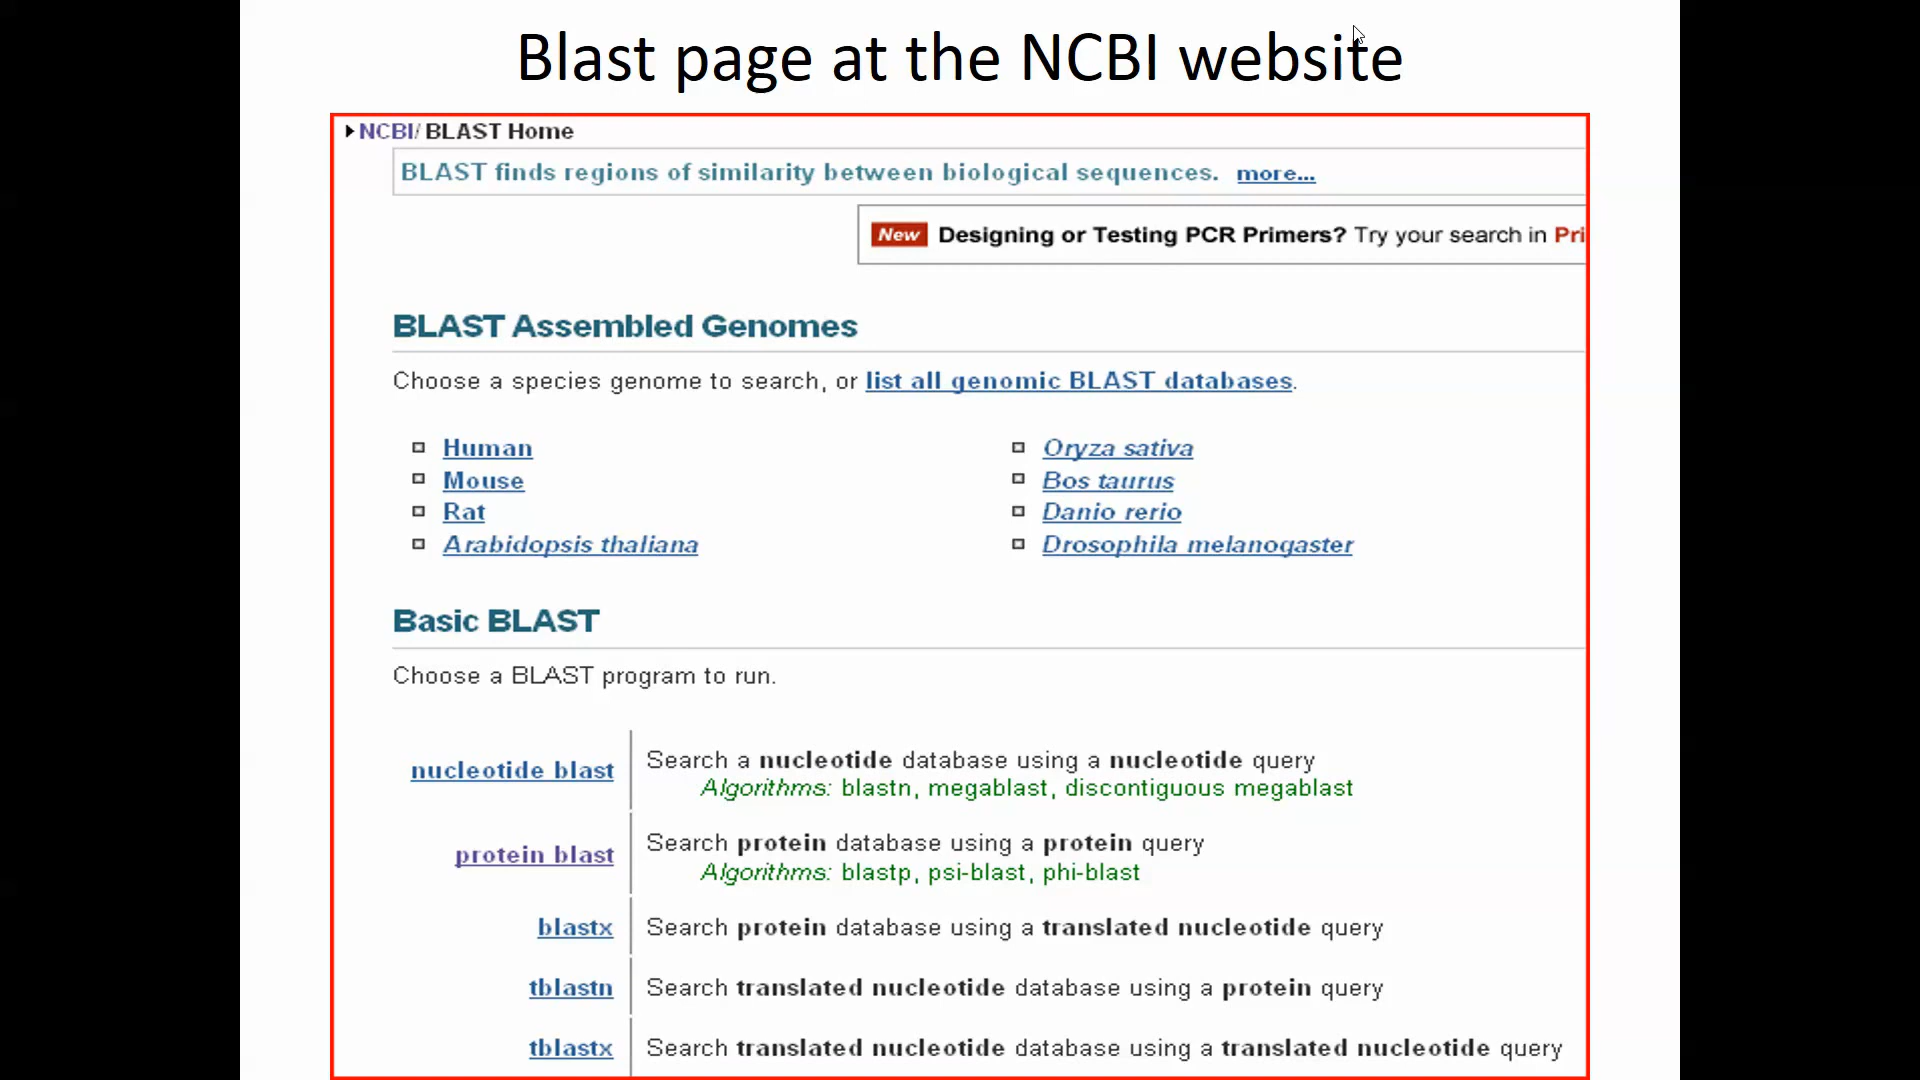 Blast page at the NCBI website
NCBI/ BLAST Home
BLAST finds regions of similarity between biological sequences. more...
New Designing or Testing PCR Primers? Try your search in Pri
BLAST Assembled Genomes
Choose a species genome to search, or list all genomic BLAST databases.
Human
Mouse
Rat
Arabidopsis thaliana
Oryza sativa
Bos taurus
Danio rerio
Drosophila melanogaster
Basic BLAST
Choose a BLAST program to run.
nucleotide blast Search a nucleotide database using a nucleotide query
Algorithms: blastn, megablast, discontiguous megablast
protein blast Search protein database using a protein query
Algorithms: blastp, psi-blast, phi-blast
blastx Search protein database using a translated nucleotide query
tblastn Search translated nucleotide database using a protein query
tblastx Search translated nucleotide database using a translated nucleotide query